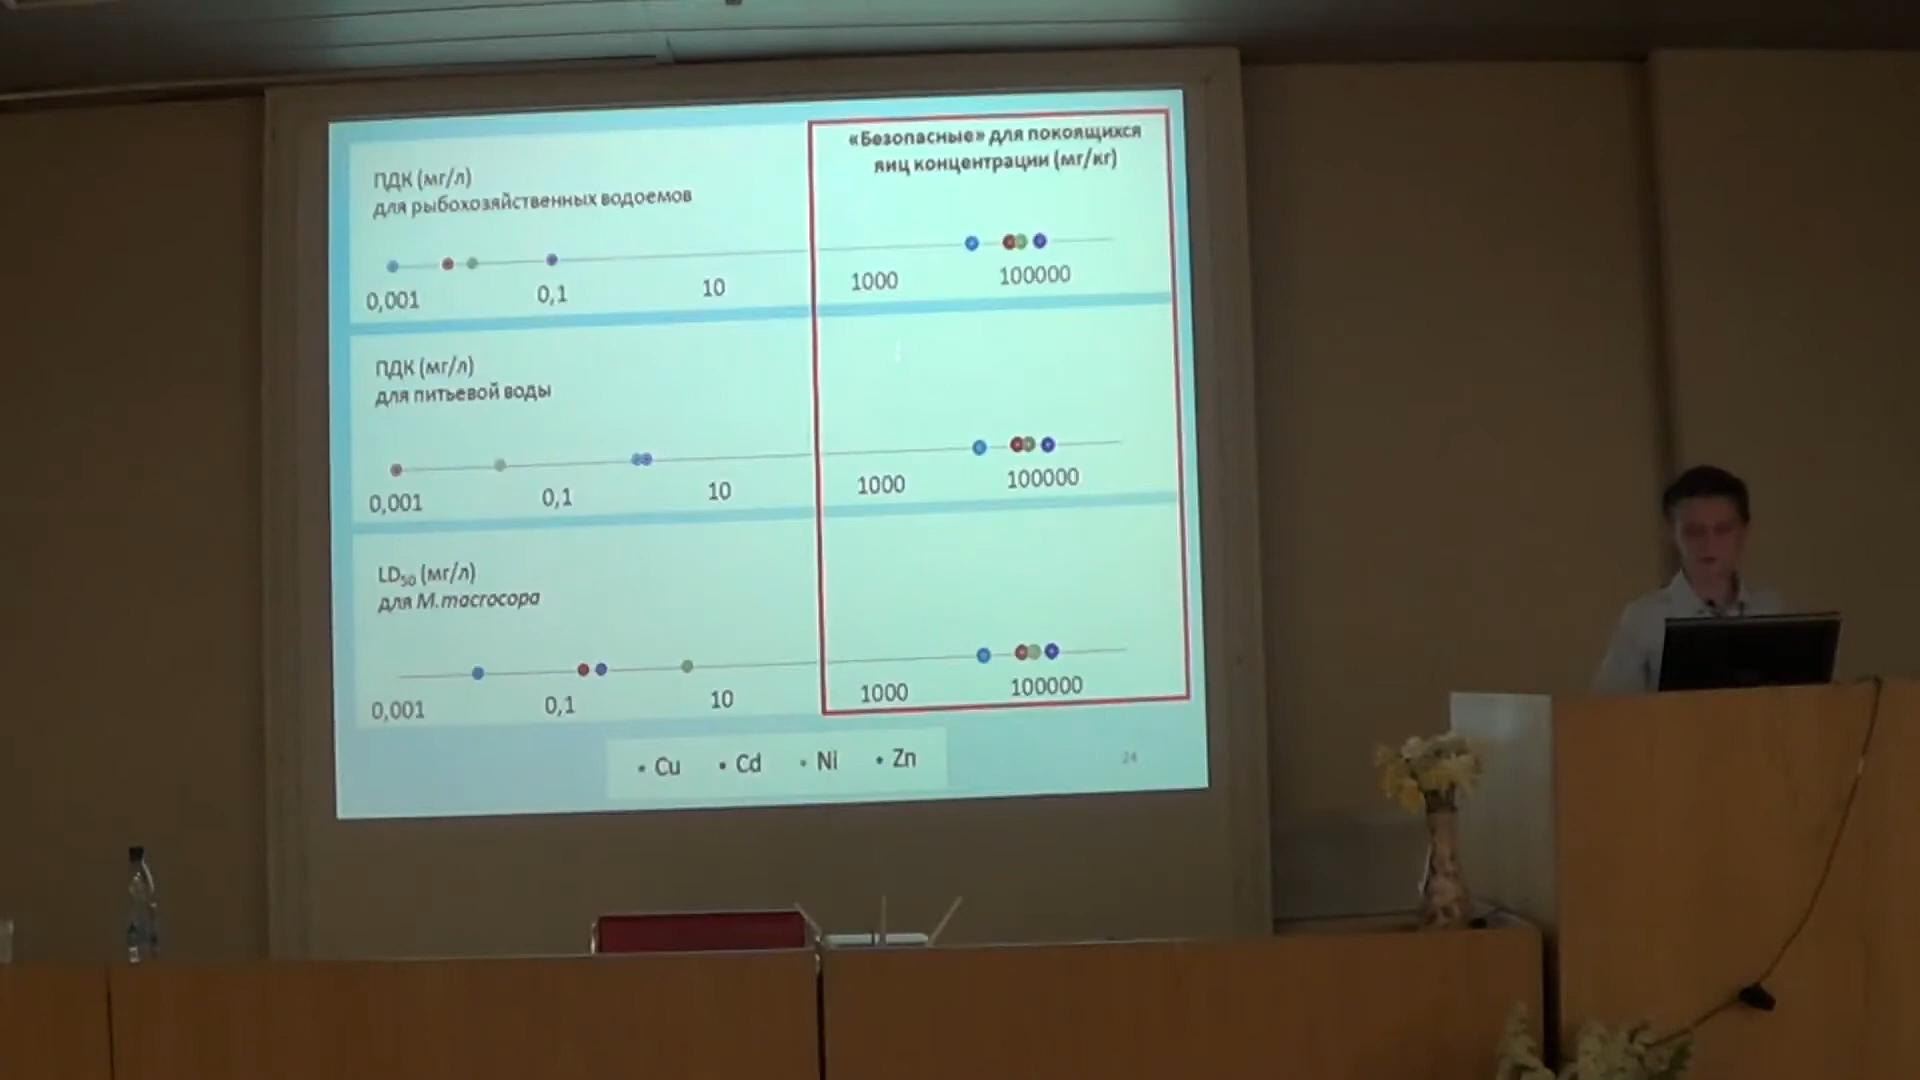 «Безопасные» для покоящихся
яиц концентрации (мг/кг)
ПДК (мг/л)
для рыбохозяйственных водоемов
0,001 0,1 10 1000 100000
ПДК (мг/л)
для питьевой воды
0,001 0,1 10 1000 100000
LD50 (мг/л)
для M.macrocopa
0,001 0,1 10 1000 100000
• Cu • Cd • Ni • Zn
24